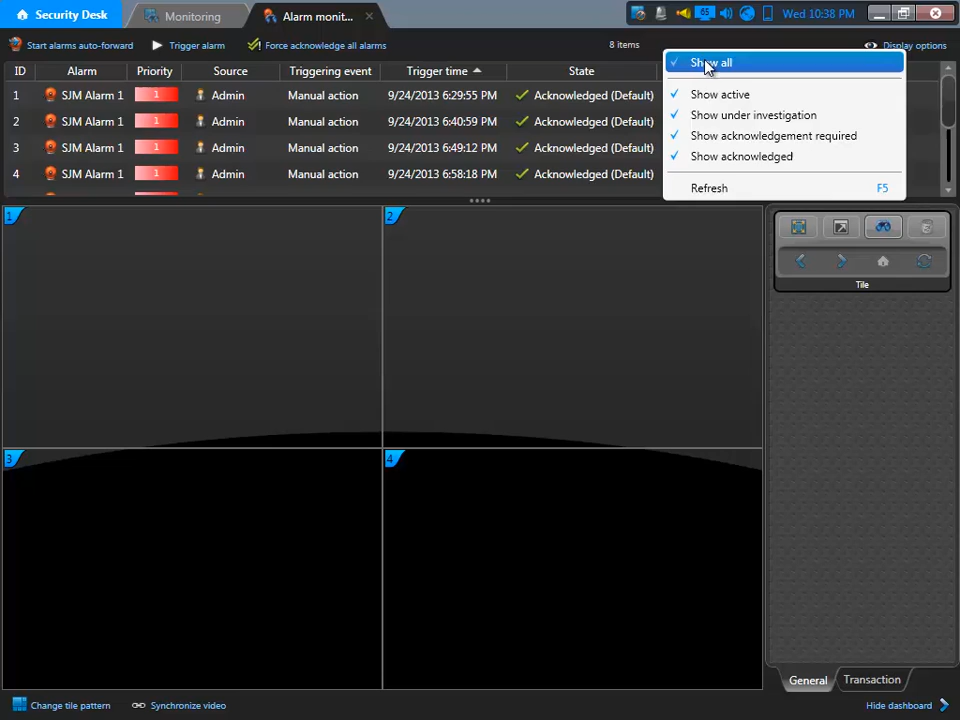 Security Desk Monitoring Alarm monit... 65 Wed 10:38 PM
Start alarms auto-forward Trigger alarm Force acknowledge all alarms 8 items Display options
ID Alarm Priority Source Triggering event Trigger time State
1 SJM Alarm 1 1 Admin Manual action 9/24/2013 6:29:55 PM Acknowledged (Default)
2 SJM Alarm 1 1 Admin Manual action 9/24/2013 6:40:59 PM Acknowledged (Default)
3 SJM Alarm 1 1 Admin Manual action 9/24/2013 6:49:12 PM Acknowledged (Default)
4 SJM Alarm 1 1 Admin Manual action 9/24/2013 6:58:18 PM Acknowledged (Default)
Show all
Show active
Show under investigation
Show acknowledgement required
Show acknowledged
Refresh F5
1 2
3 4
Tile
General Transaction
Change tile pattern Synchronize video Hide dashboard